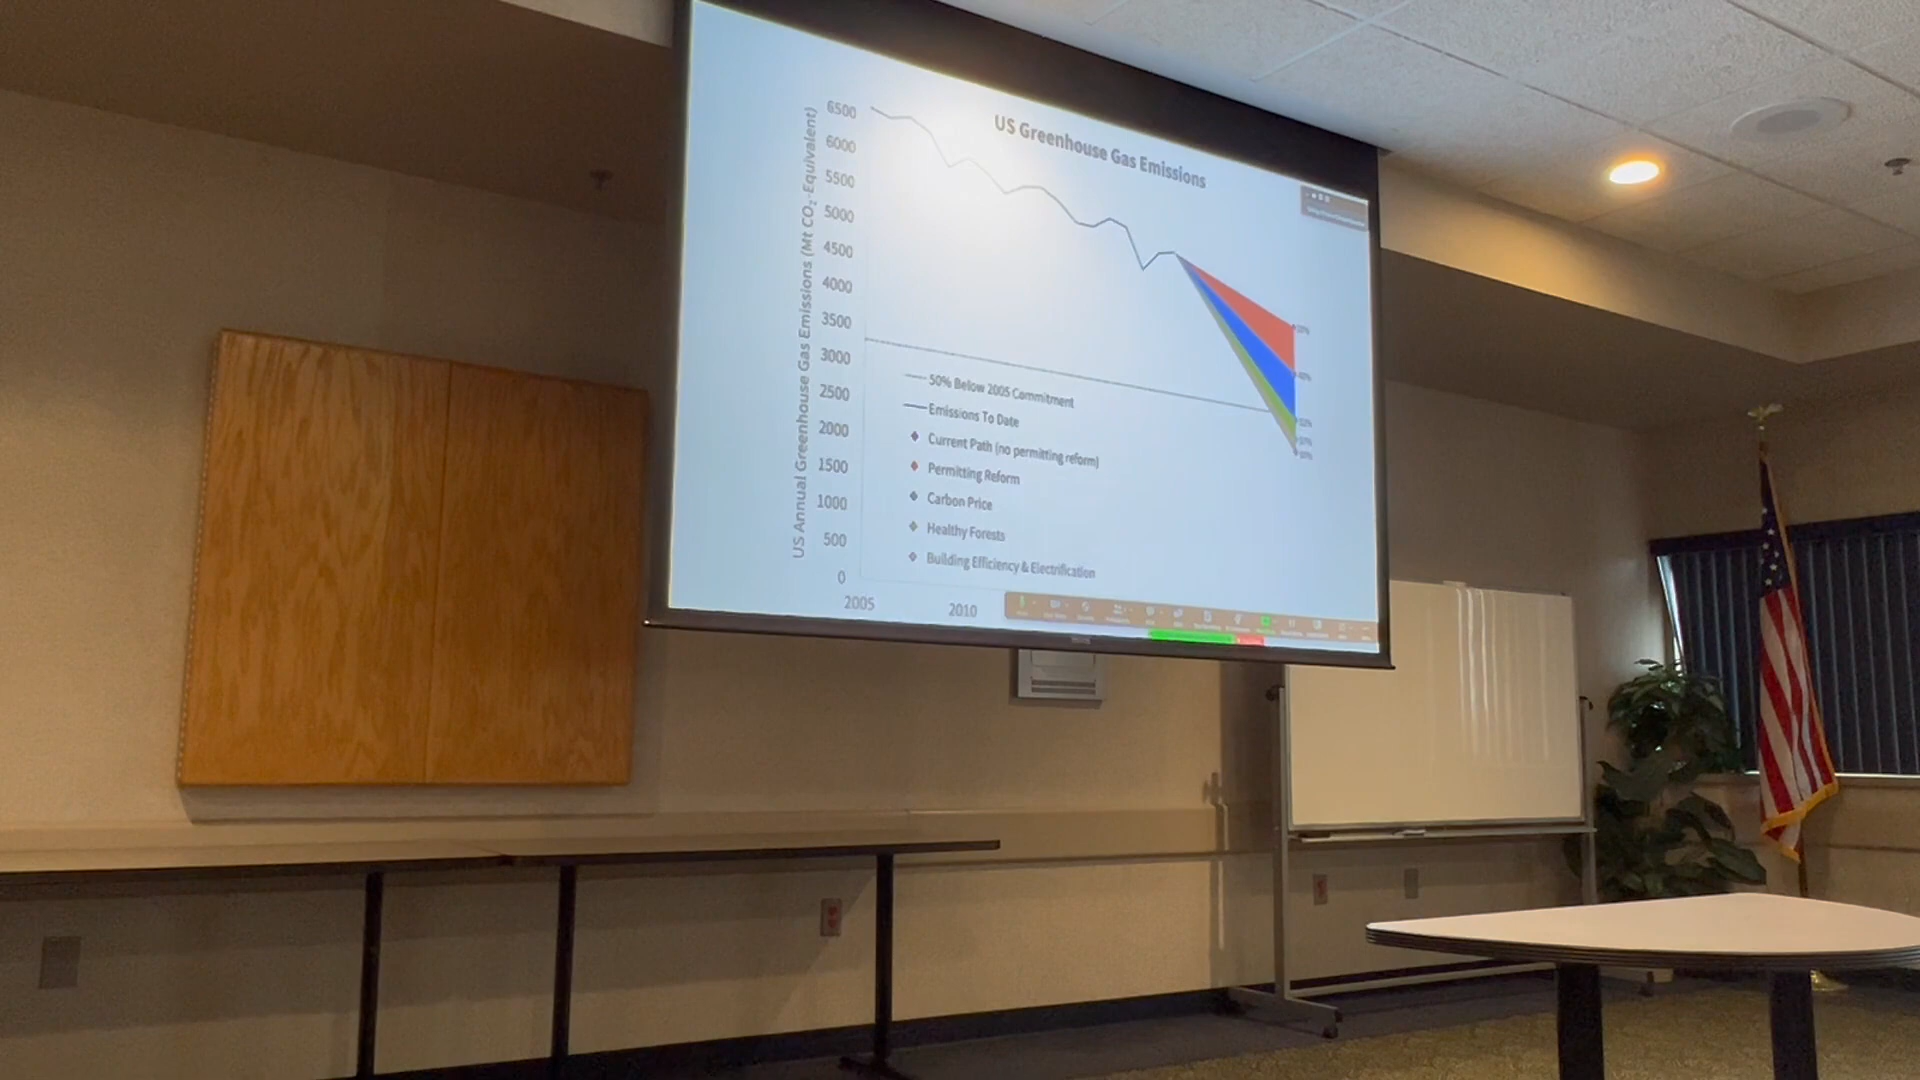 US Greenhouse Gas Emissions
US Annual Greenhouse Gas Emissions (Mt CO₂-Equivalent)
6500
6000
5500
5000
4500
4000
3500
3000
2500
2000
1500
1000
500
0
2005
2010
50% Below 2005 Commitment
Emissions To Date
Current Path (no permitting reform)
Permitting Reform
Carbon Price
Healthy Forests
Building Efficiency & Electrification